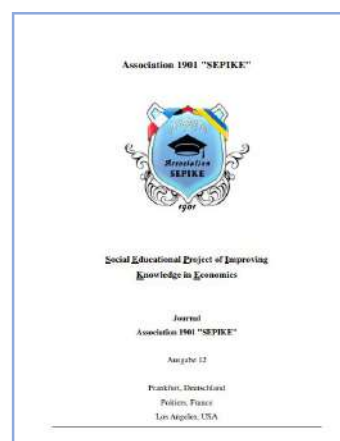 Association 1901 "SEPIKE"
Association
SEPIKE
1901
Social Educational Project of Improving
Knowledge in Economics
Journal
Association 1901 "SEPIKE"
Ausgabe 12
Frankfurt, Deutschland
Poitiers, France
Los Angeles, USA